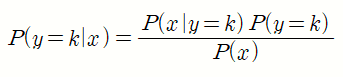 P(y=k|x) = P(x|y=k) P(y=k) / P(x)